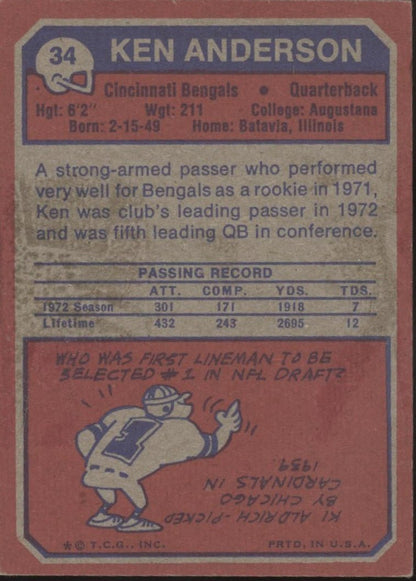 34
KEN ANDERSON
Cincinnati Bengals • Quarterback
Hgt: 6'2" Wgt: 211 College: Augustana
Born: 2-15-49 Home: Batavia, Illinois
A strong-armed passer who performed
very well for Bengals as a rookie in 1971,
Ken was club's leading passer in 1972
and was fifth leading QB in conference.
PASSING RECORD
ATT. COMP. YDS. TDS.
1972 Season 301 171 1918 7
Lifetime 432 243 2695 12
WHO WAS FIRST LINEMAN TO BE
SELECTED #1 IN NFL DRAFT?
1
KI ALDRICH-PICKED
BY CHICAGO
CARDINALS IN
1939.
* © T.C.G., INC. PRTD. IN U.S.A.